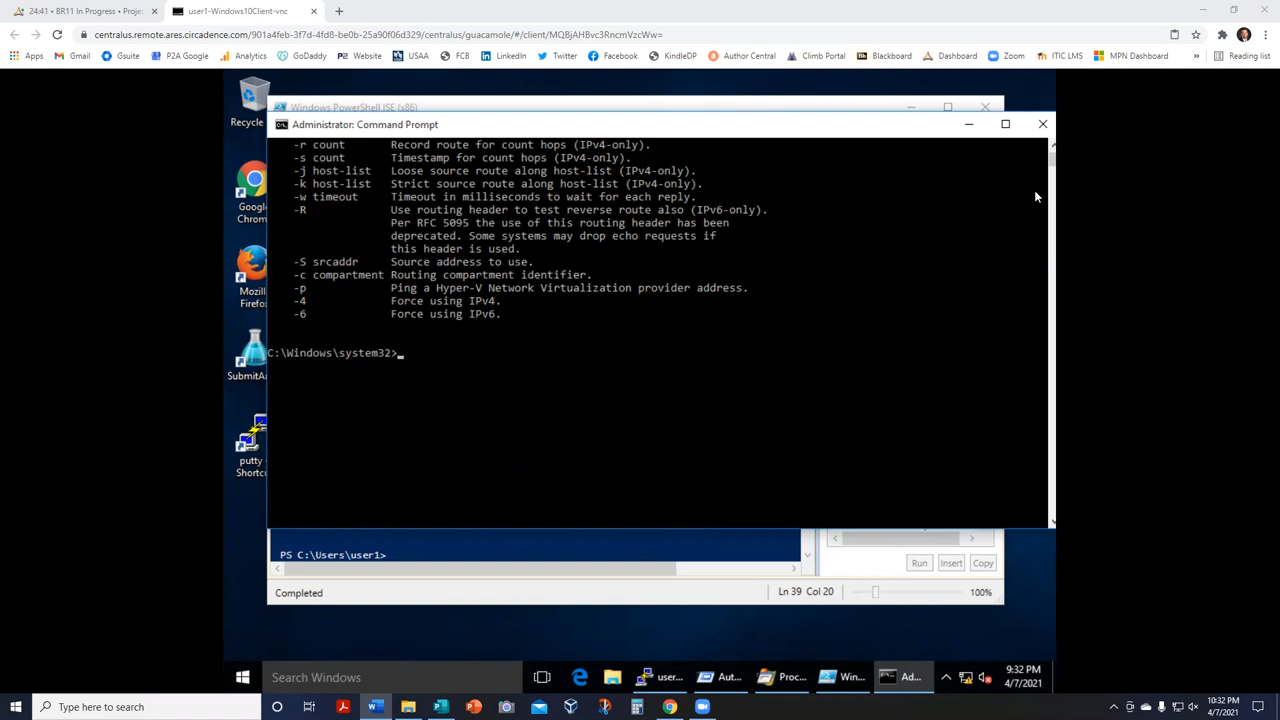 24:41 • BR11 In Progress • Proje
user1-Windows10Client-vnc
centralus.remote.ares.circadence.com/901a4feb-3f7d-4fd8-be0b-25a90f06d329/centralus/guacamole/#/client/MQBjAHBvc3RncmVzcWw=
Apps
Gmail
Gsuite
P2A Google
Analytics
GoDaddy
Website
USAA
FCB
LinkedIn
Twitter
Facebook
KindleDP
Author Central
Climb Portal
Blackboard
Dashboard
Zoom
ITIC LMS
MPN Dashboard
Reading list
Recycle
Google
Chrom
Mozil
Firefo
SubmitAr
putty -
Shortcu
Windows PowerShell ISE (x86)
Administrator: Command Prompt
-r count Record route for count hops (IPv4-only).
-s count Timestamp for count hops (IPv4-only).
-j host-list Loose source route along host-list (IPv4-only).
-k host-list Strict source route along host-list (IPv4-only).
-w timeout Timeout in milliseconds to wait for each reply.
-R Use routing header to test reverse route also (IPv6-only).
Per RFC 5095 the use of this routing header has been
deprecated. Some systems may drop echo requests if
this header is used.
-S srcaddr Source address to use.
-c compartment Routing compartment identifier.
-p Ping a Hyper-V Network Virtualization provider address.
-4 Force using IPv4.
-6 Force using IPv6.
C:\Windows\system32>
PS C:\Users\user1>
Run Insert Copy
Completed
Ln 39 Col 20
100%
Search Windows
user...
Aut...
Proc...
Win...
Ad...
9:32 PM
4/7/2021
Type here to search
10:32 PM
4/7/2021